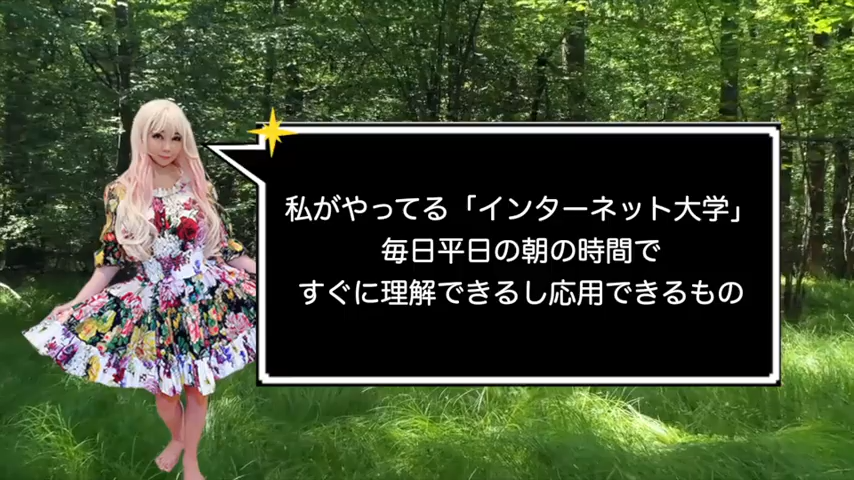 私がやってる「インターネット大学」
毎日平日の朝の時間で
すぐに理解できるし応用できるもの